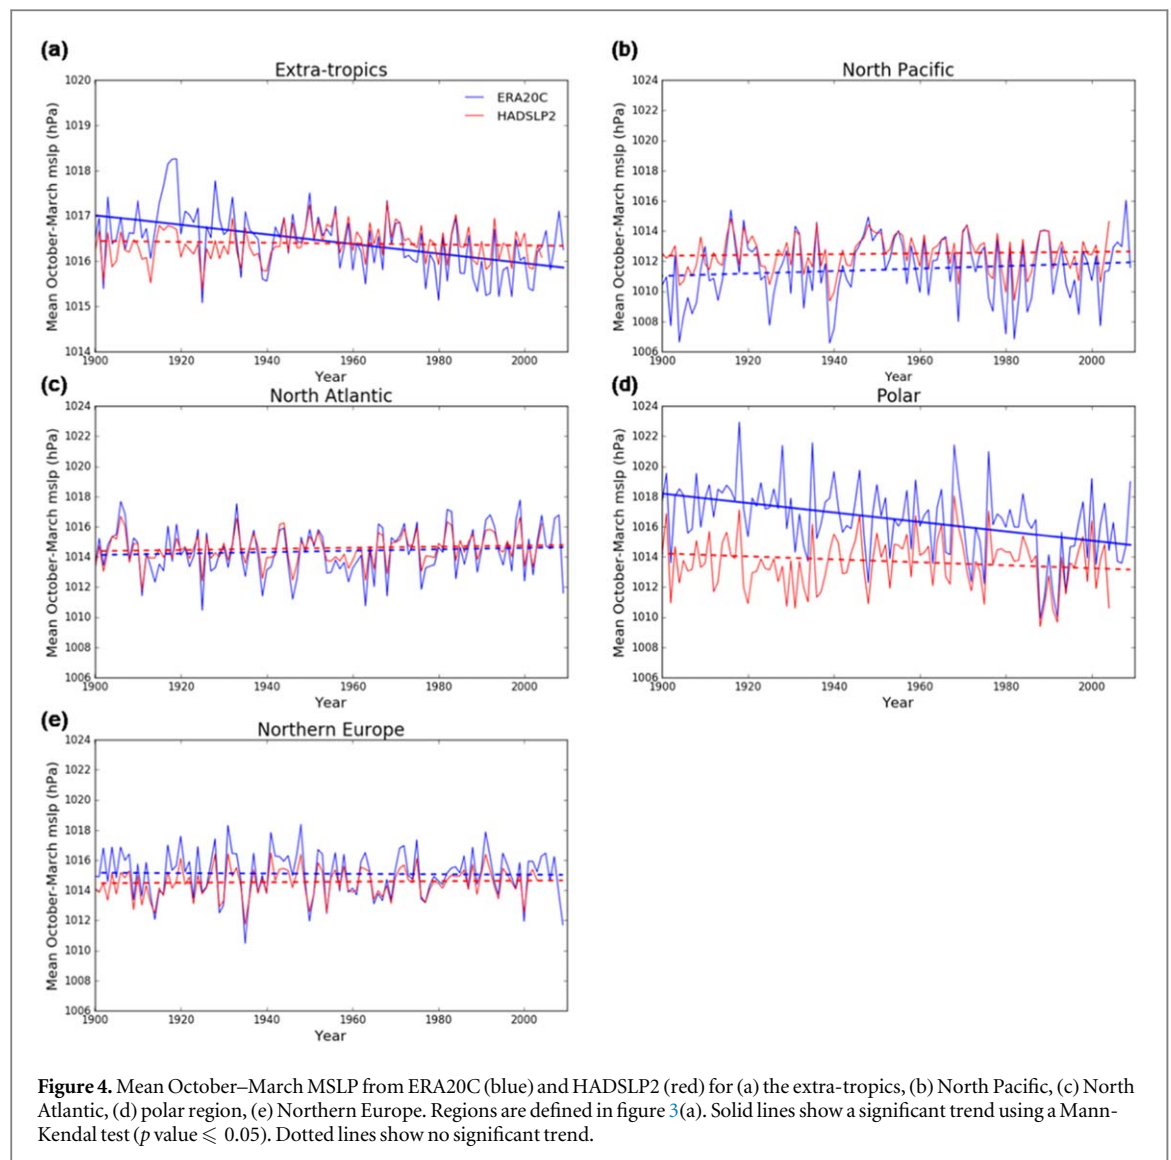 (a)
Extra-tropics
ERA20C
HADSLP2
Mean October-March mslp (hPa)
1020
1019
1018
1017
1016
1015
1014
1900 1920 1940 1960 1980 2000
Year
(b)
North Pacific
Mean October-March mslp (hPa)
1024
1022
1020
1018
1016
1014
1012
1010
1008
1006
1900 1920 1940 1960 1980 2000
Year
(c)
North Atlantic
Mean October-March mslp (hPa)
1024
1022
1020
1018
1016
1014
1012
1010
1008
1006
1900 1920 1940 1960 1980 2000
Year
(d)
Polar
Mean October-March mslp (hPa)
1024
1022
1020
1018
1016
1014
1012
1010
1008
1006
1900 1920 1940 1960 1980 2000
Year
(e)
Northern Europe
Mean October-March mslp (hPa)
1024
1022
1020
1018
1016
1014
1012
1010
1008
1006
1900 1920 1940 1960 1980 2000
Year
Figure 4. Mean October–March MSLP from ERA20C (blue) and HADSLP2 (red) for (a) the extra-tropics, (b) North Pacific, (c) North
Atlantic, (d) polar region, (e) Northern Europe. Regions are defined in figure 3(a). Solid lines show a significant trend using a Mann-
Kendal test (p value ⩽ 0.05). Dotted lines show no significant trend.